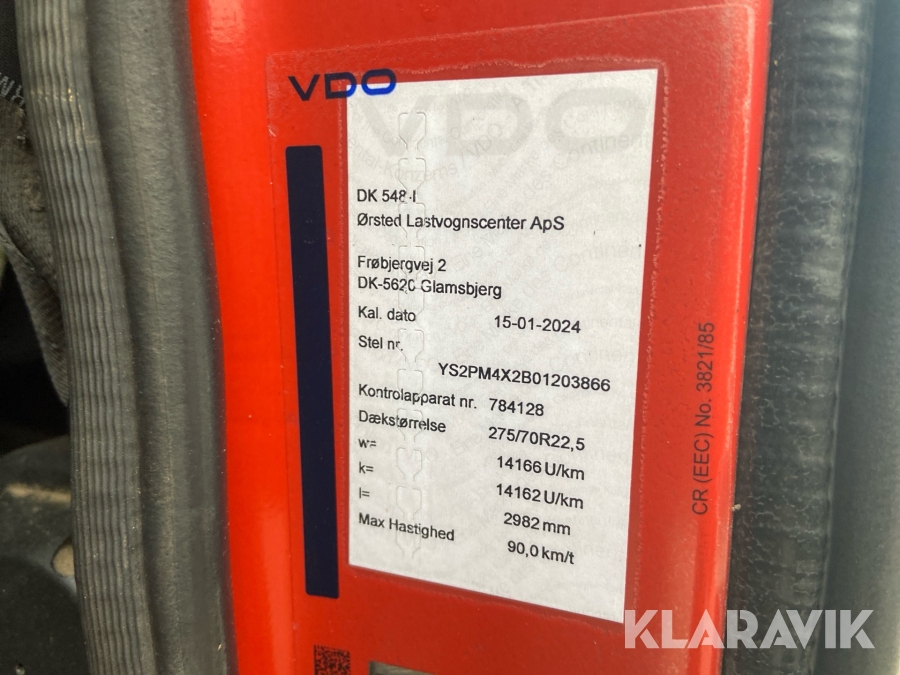 VDO
DK 548-I
Ørsted Lastvognscenter ApS
Frøbjergvej 2
DK-5620 Glamsbjerg
Kal. dato 15-01-2024
Stel nr. YS2PM4X2B01203866
Kontrolapparat nr. 784128
Dækstørrelse 275/70R22,5
w= 14166 U/km
k= 14162 U/km
l= 2982 mm
Max Hastighed 90,0 km/t
CR (EEC) No. 3821/85
KLARAVIK